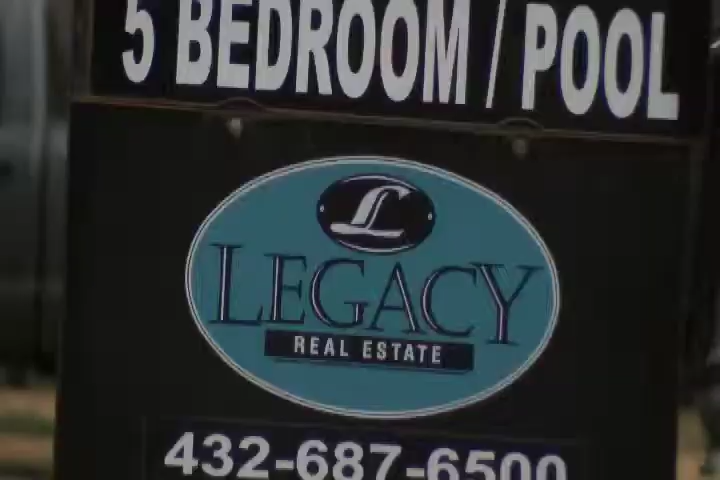 5 BEDROOM / POOL
L
LEGACY
REAL ESTATE
432-687-6500